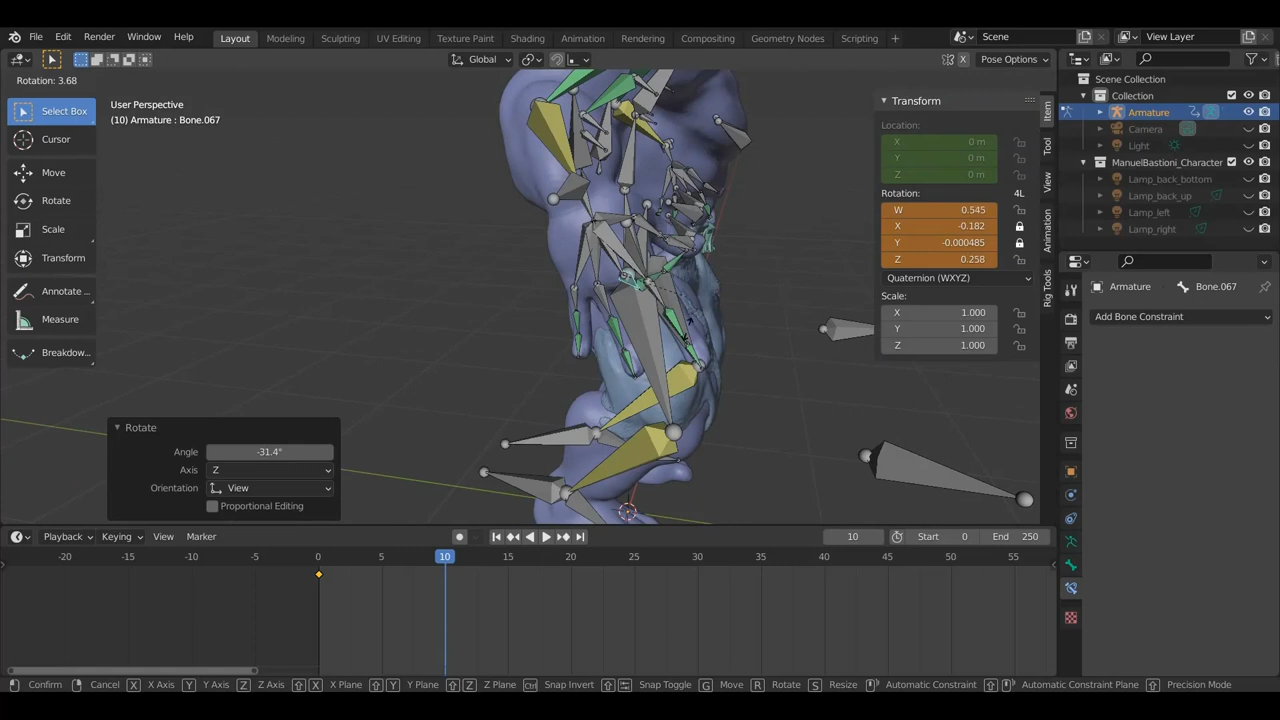 File Edit Render Window Help Layout Modeling Sculpting UV Editing Texture Paint Shading Animation Rendering Compositing Geometry Nodes Scripting + Scene View Layer
Global X Pose Options
Rotation: 3.68
Select Box
Cursor
Move
Rotate
Scale
Transform
Annotate ...
Measure
Breakdow...
User Perspective
(10) Armature : Bone.067
Rotate
Angle -31.4°
Axis Z
Orientation View
Proportional Editing
Transform
Location:
X 0 m
Y 0 m
Z 0 m
Rotation: 4L
W 0.545
X -0.182
Y -0.000485
Z 0.258
Quaternion (WXYZ)
Scale:
X 1.000
Y 1.000
Z 1.000
Item
Tool
View
Animation
Rig Tools
Scene Collection
Collection
Armature
Camera
Light
ManuelBastioni_Character
Lamp_back_bottom
Lamp_back_up
Lamp_left
Lamp_right
Armature Bone.067
Add Bone Constraint
Playback Keying View Marker 10 Start 0 End 250
-20 -15 -10 -5 0 5 10 15 20 25 30 35 40 45 50 55
Confirm Cancel X X Axis Y Y Axis Z Z Axis X X Plane Y Y Plane Z Z Plane Ctrl Snap Invert Snap Toggle G Move R Rotate S Resize Automatic Constraint Automatic Constraint Plane Precision Mode